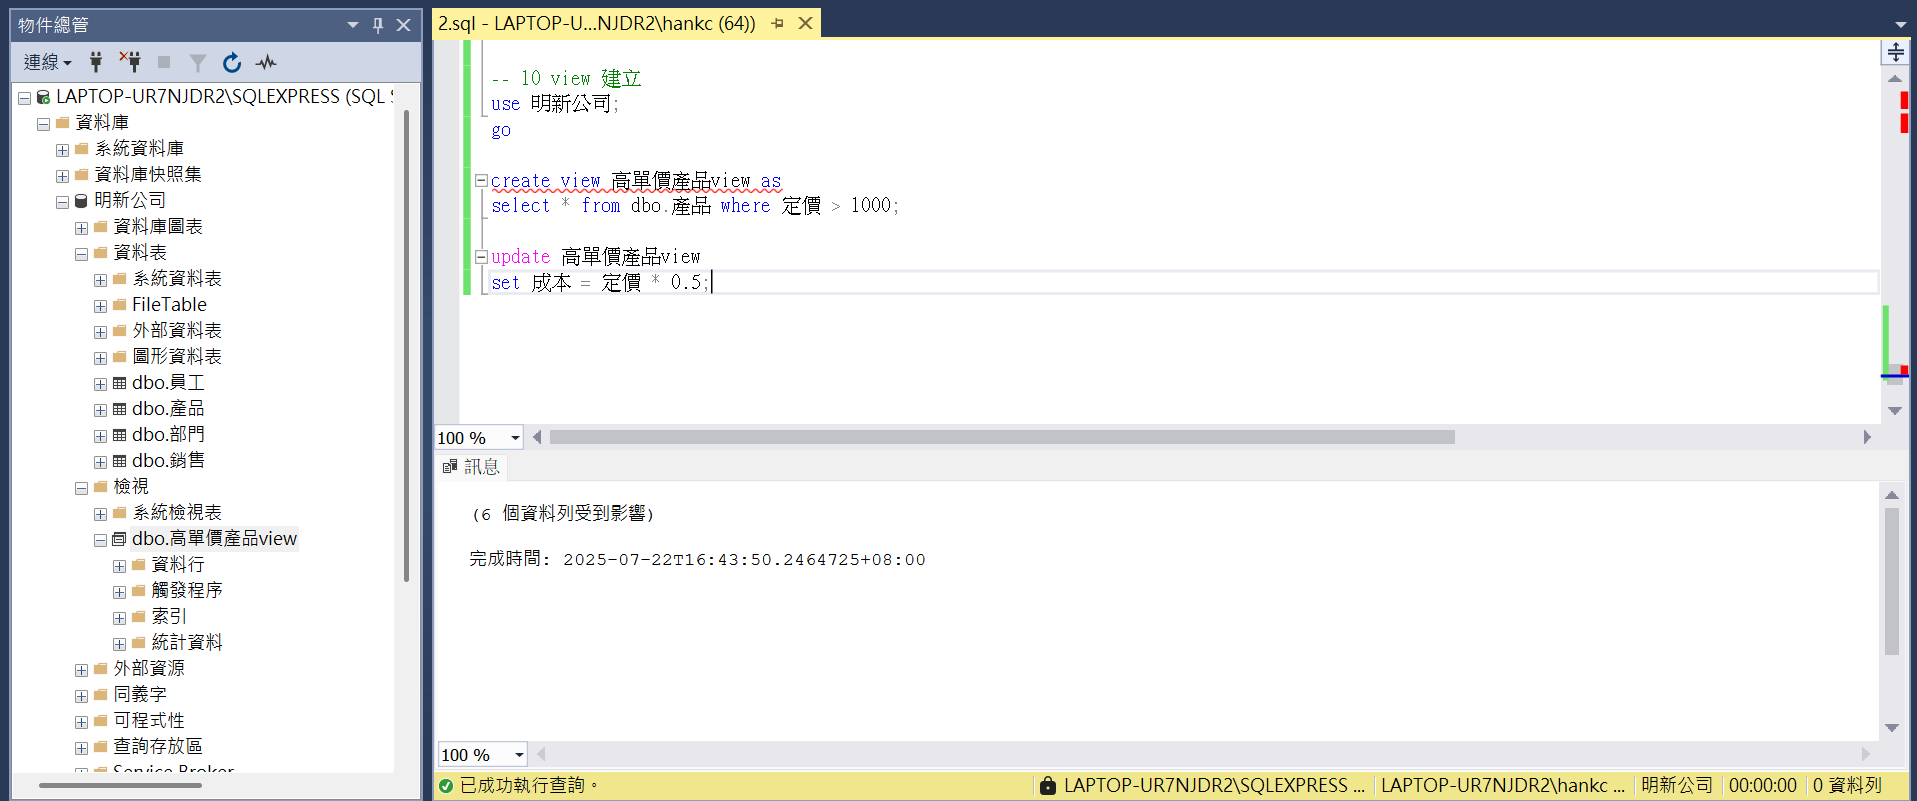 物件總管
連線
LAPTOP-UR7NJDR2\SQLEXPRESS (SQL S
資料庫
系統資料庫
資料庫快照集
明新公司
資料庫圖表
資料表
系統資料表
FileTable
外部資料表
圖形資料表
dbo.員工
dbo.產品
dbo.部門
dbo.銷售
檢視
系統檢視表
dbo.高單價產品view
資料行
觸發程序
索引
統計資料
外部資源
同義字
可程式性
查詢存放區
Service Broker
2.sql - LAPTOP-U...NJDR2\hankc (64))
-- 10 view 建立
use 明新公司;
go
create view 高單價產品view as
select * from dbo.產品 where 定價 > 1000;
update 高單價產品view
set 成本 = 定價 * 0.5;
100 %
訊息
(6 個資料列受到影響)
完成時間: 2025-07-22T16:43:50.2464725+08:00
100 %
已成功執行查詢。
LAPTOP-UR7NJDR2\SQLEXPRESS ...
LAPTOP-UR7NJDR2\hankc ...
明新公司
00:00:00
0 資料列